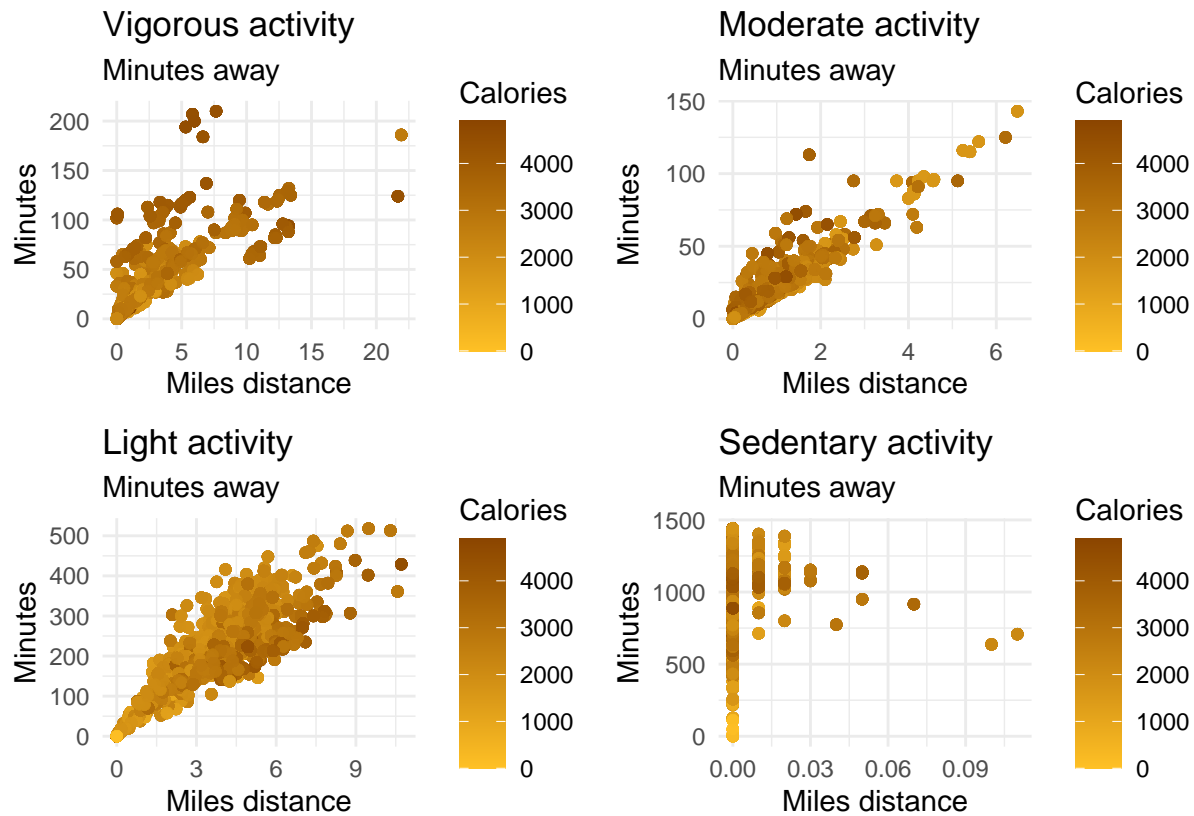 Vigorous activity
Minutes away
Minutes
200
150
100
50
0
0 5 10 15 20
Miles distance
Calories
4000
3000
2000
1000
0
Moderate activity
Minutes away
Minutes
150
100
50
0
0 2 4 6
Miles distance
Calories
4000
3000
2000
1000
0
Light activity
Minutes away
Minutes
500
400
300
200
100
0
0 3 6 9
Miles distance
Calories
4000
3000
2000
1000
0
Sedentary activity
Minutes away
Minutes
1500
1000
500
0
0.00 0.03 0.06 0.09
Miles distance
Calories
4000
3000
2000
1000
0